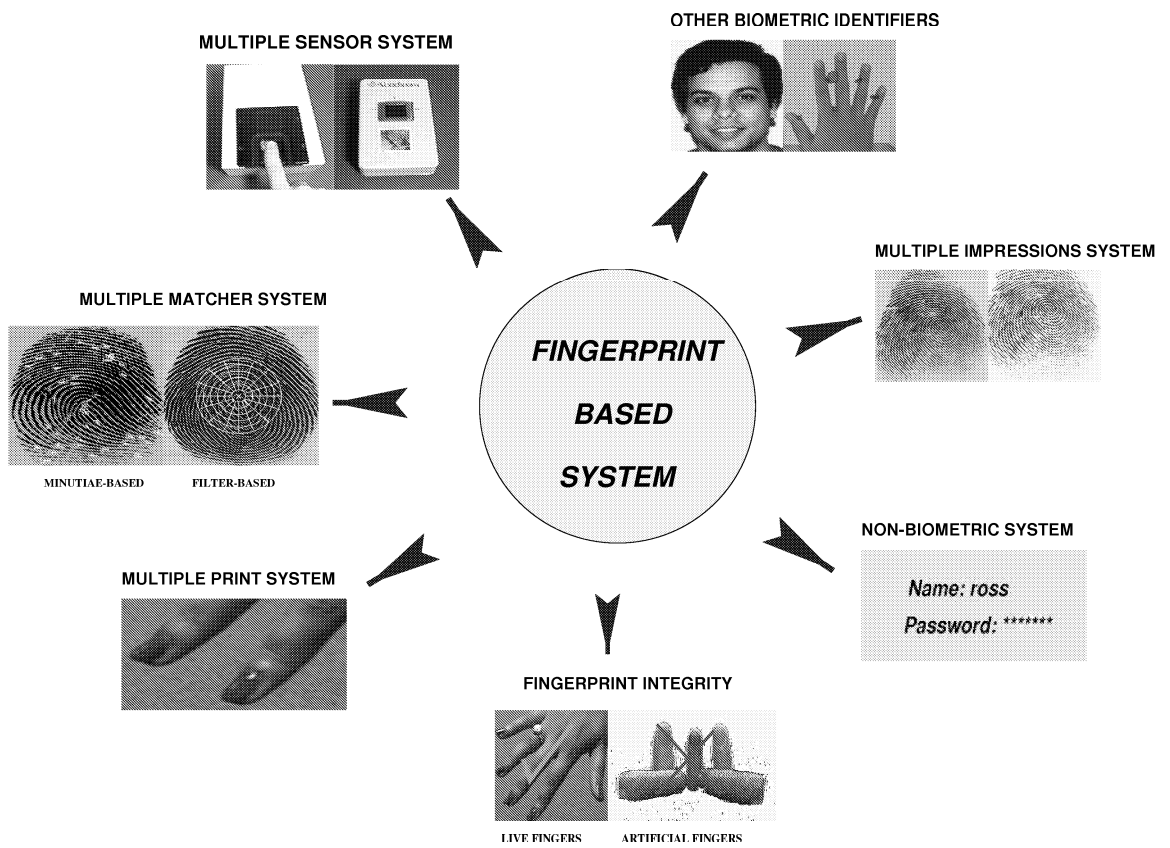 OTHER BIOMETRIC IDENTIFIERS
MULTIPLE SENSOR SYSTEM
MULTIPLE IMPRESSIONS SYSTEM
MULTIPLE MATCHER SYSTEM
MINUTIAE-BASED
FILTER-BASED
FINGERPRINT
BASED
SYSTEM
NON-BIOMETRIC SYSTEM
Name: ross
Password: *******
MULTIPLE PRINT SYSTEM
FINGERPRINT INTEGRITY
LIVE FINGERS
ARTIFICIAL FINGERS